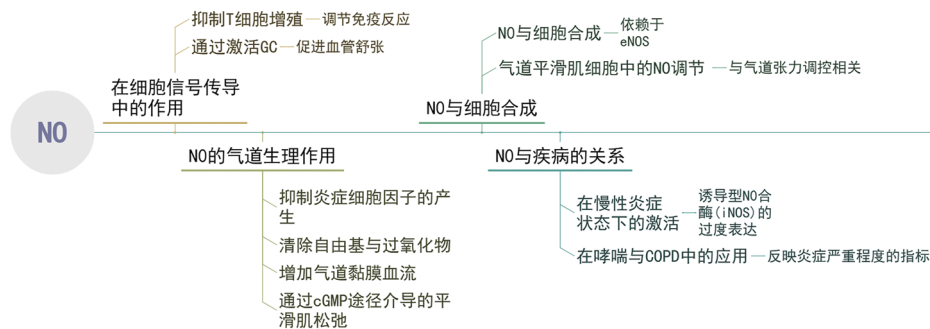 NO
在细胞信号传导
中的作用
抑制T细胞增殖
调节免疫反应
通过激活GC
促进血管舒张
NO的气道生理作用
抑制炎症细胞因子的产
生
清除自由基与过氧化物
增加气道黏膜血流
通过cGMP途径介导的平
滑肌松弛
NO与细胞合成
NO与细胞合成
依赖于
eNOS
气道平滑肌细胞中的NO调节
与气道张力调控相关
NO与疾病的关系
在慢性炎症
状态下的激活
诱导型NO合
酶(iNOS)的
过度表达
在哮喘与COPD中的应用
反映炎症严重程度的指标